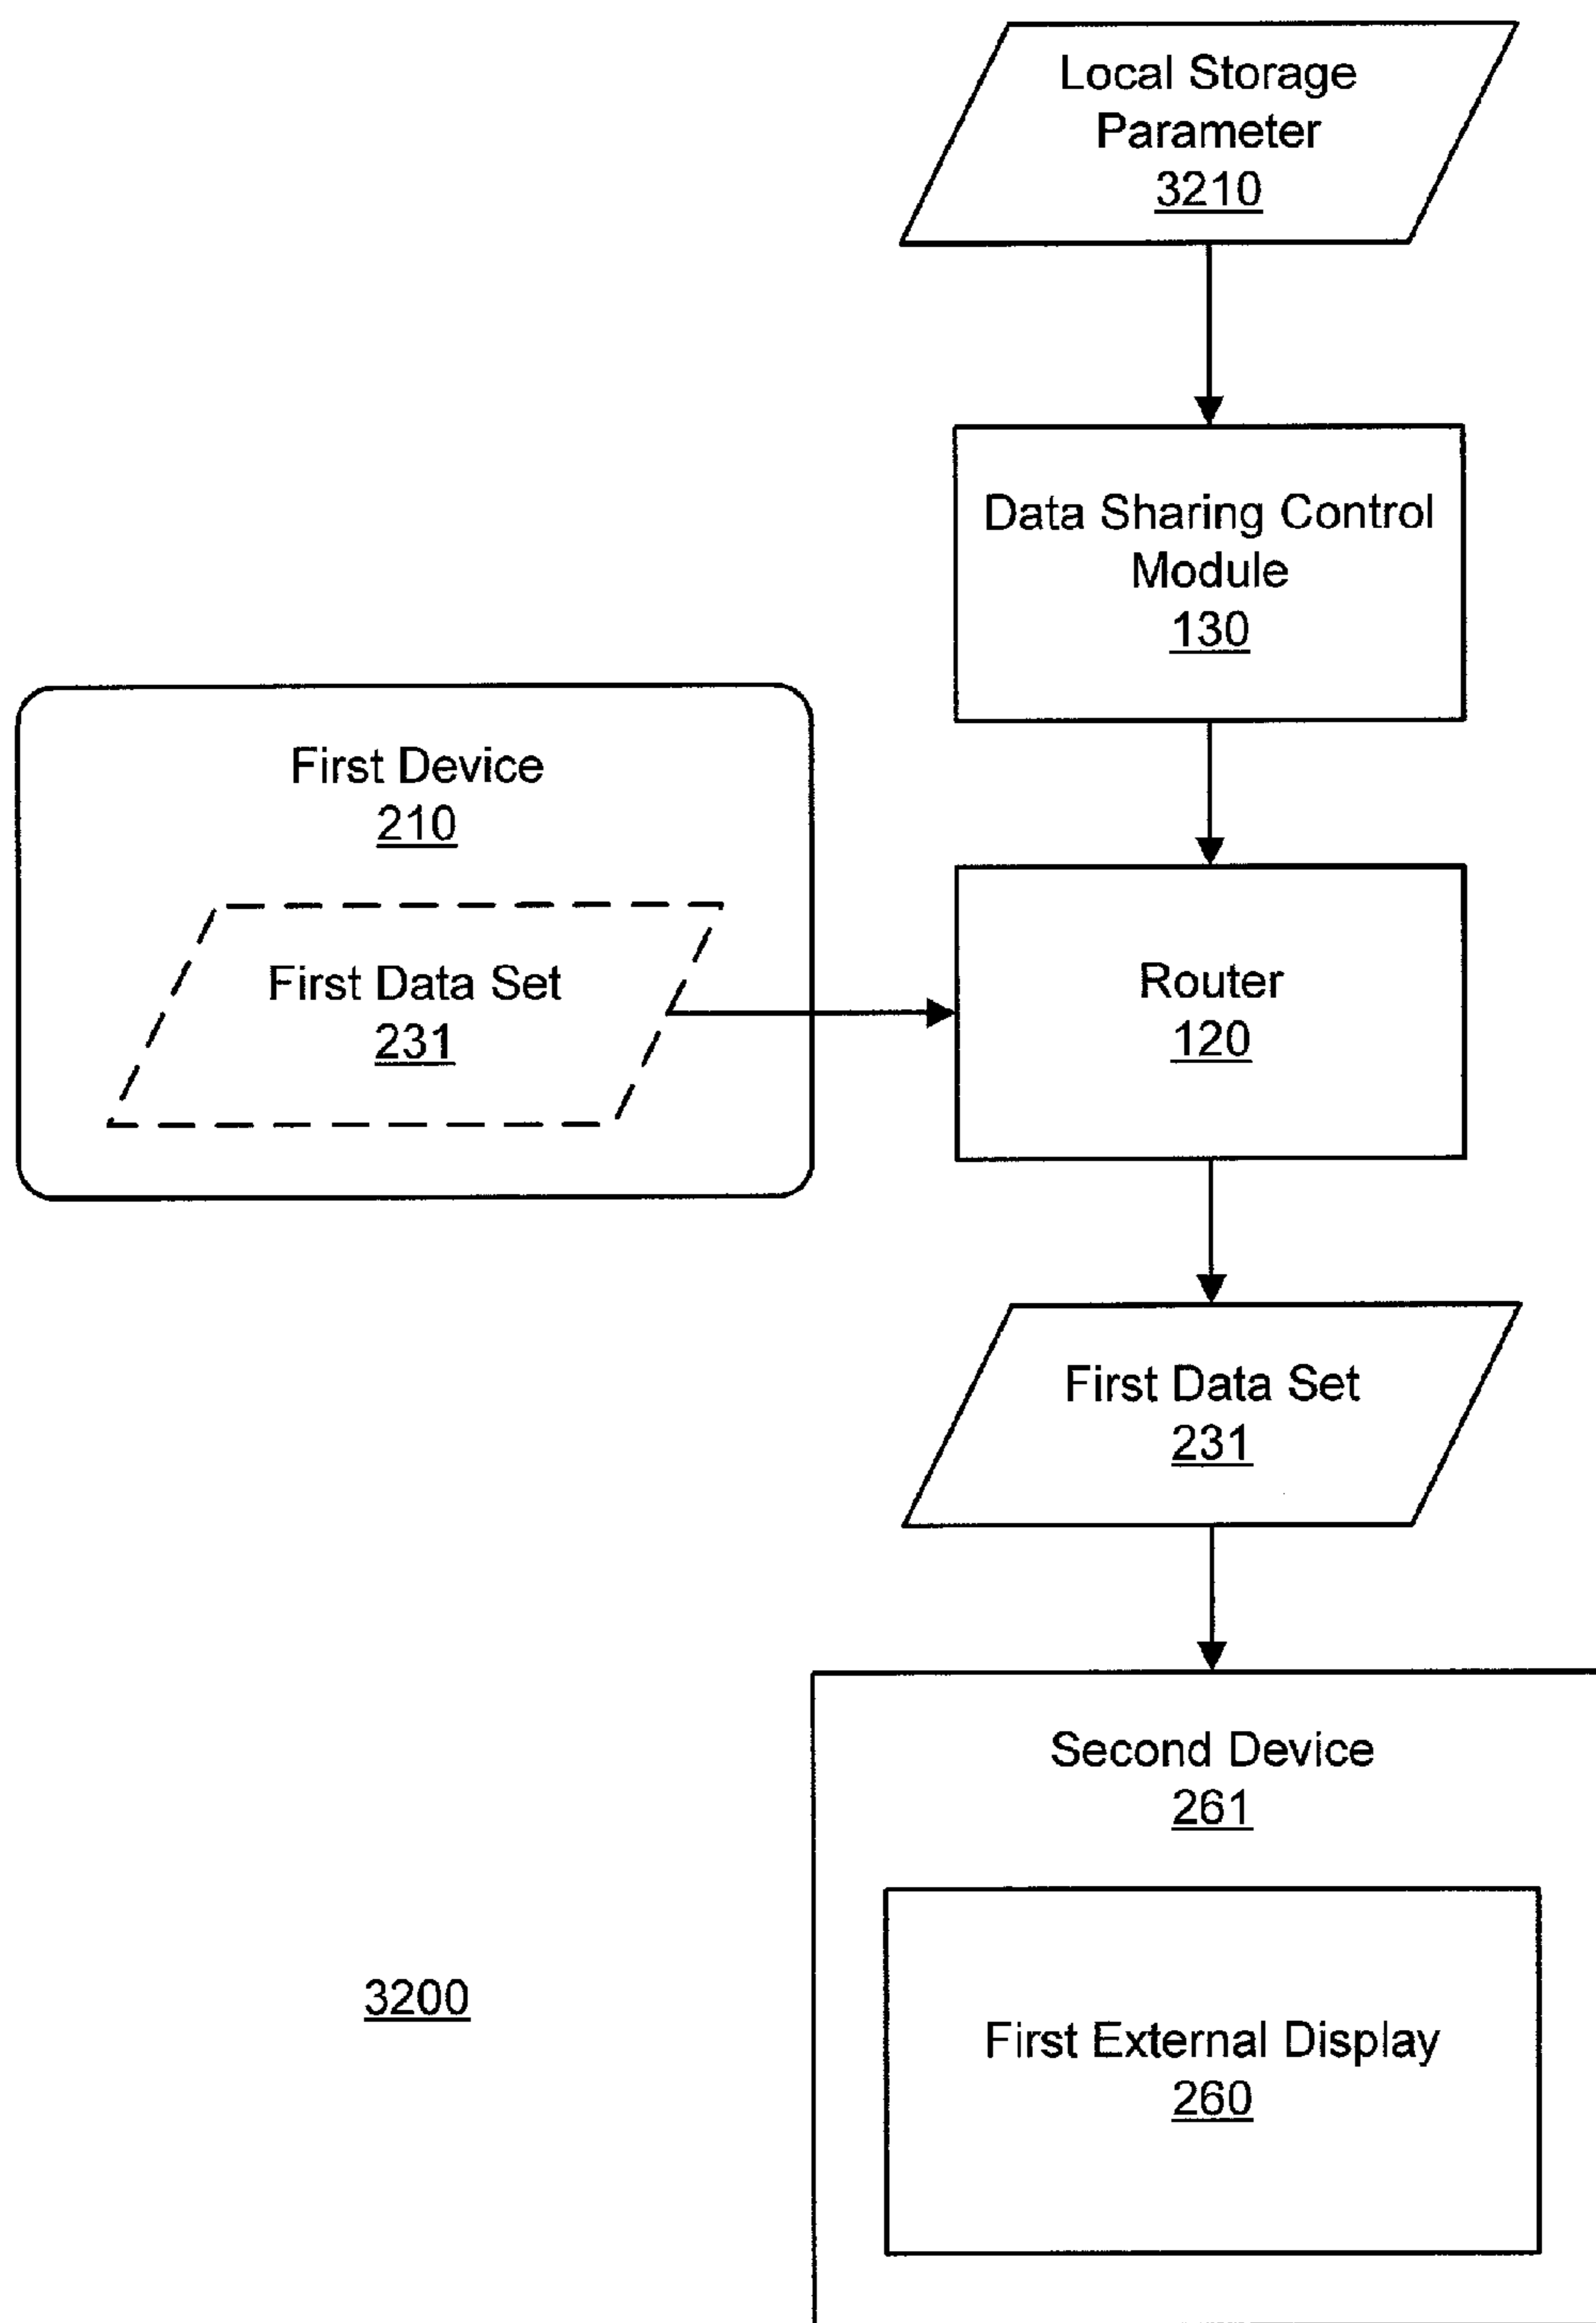 Local Storage
Parameter
3210
Data Sharing Control
Module
130
First Device
210
First Data Set
231
Router
120
First Data Set
231
Second Device
261
First External Display
260
3200